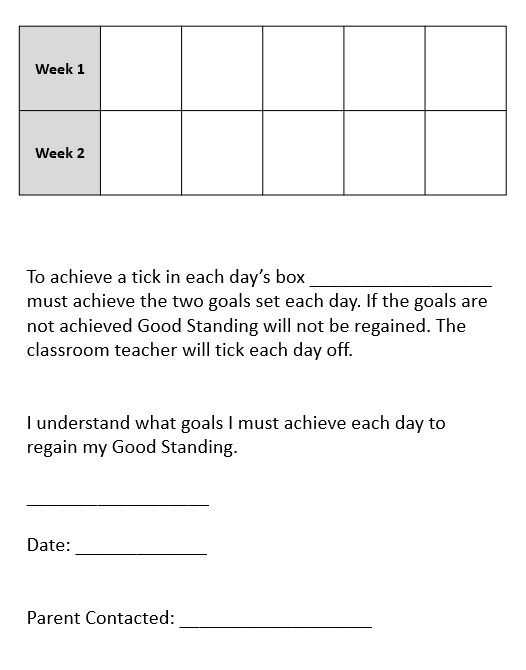 Week 1
Week 2
To achieve a tick in each day’s box __________________
must achieve the two goals set each day. If the goals are
not achieved Good Standing will not be regained. The
classroom teacher will tick each day off.
I understand what goals I must achieve each day to
regain my Good Standing.
__________________
Date: _____________
Parent Contacted: ___________________